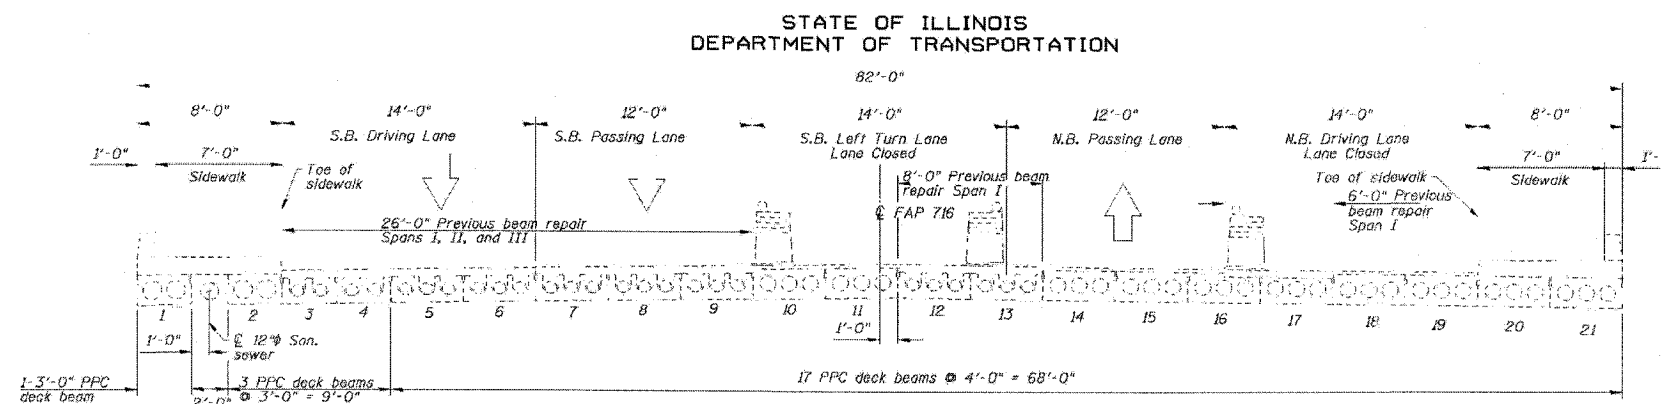 STATE OF ILLINOIS
DEPARTMENT OF TRANSPORTATION
82'-0"
8'-0"
14'-0"
12'-0"
14'-0"
12'-0"
14'-0"
8'-0"
S.B. Driving Lane
S.B. Passing Lane
S.B. Left Turn Lane
Lane Closed
N.B. Passing Lane
N.B. Driving Lane
Lane Closed
1'-0"
7'-0"
Sidewalk
Toe of
sidewalk
8'-0" Previous beam
repair Span I
Toe of sidewalk
7'-0"
Sidewalk
1'-
℄ FAP 716
6'-0" Previous
beam repair
Span I
26'-0" Previous beam repair
Spans I, II, and III
1 2 3 4 5 6 7 8 9 10 11 12 13 14 15 16 17 18 19 20 21
1'-0"
℄ 12"φ San.
sewer
1'-0"
1-3'-0" PPC
deck beam
2'-0"
3 PPC deck beams
@ 3'-0" = 9'-0"
17 PPC deck beams @ 4'-0" = 68'-0"